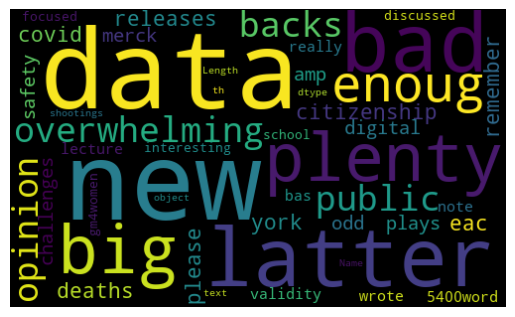 focused releases backs bad discussed
covid merck really remember
data Length th amp dtype enoug
safety shootings citizenship
overwhelming school digital
lecture interesting plenty
opinion challenges gm4women new object bas public note
york odd plays eac
big please latter Name
deaths text validity wrote 5400word